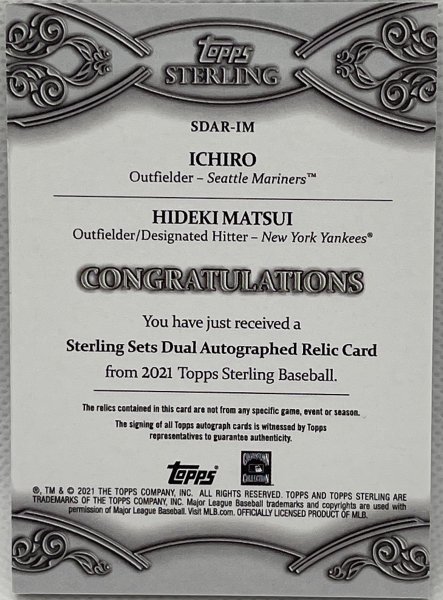 Topps
STERLING
SDAR-IM
ICHIRO
Outfielder – Seattle Mariners™
HIDEKI MATSUI
Outfielder/Designated Hitter – New York Yankees®
CONGRATULATIONS
You have just received a
Sterling Sets Dual Autographed Relic Card
from 2021 Topps Sterling Baseball.
The relics contained in this card are not from any specific game, event or season.
The signing of all Topps autograph cards is witnessed by Topps
representatives to guarantee authenticity.
Topps
COOPERSTOWN
COLLECTION
®, TM & © 2021 THE TOPPS COMPANY, INC. ALL RIGHTS RESERVED. TOPPS AND TOPPS STERLING ARE
TRADEMARKS OF THE TOPPS COMPANY, INC. Major League Baseball trademarks and copyrights are used with
permission of Major League Baseball. Visit MLB.com. OFFICIALLY LICENSED PRODUCT OF MLB.